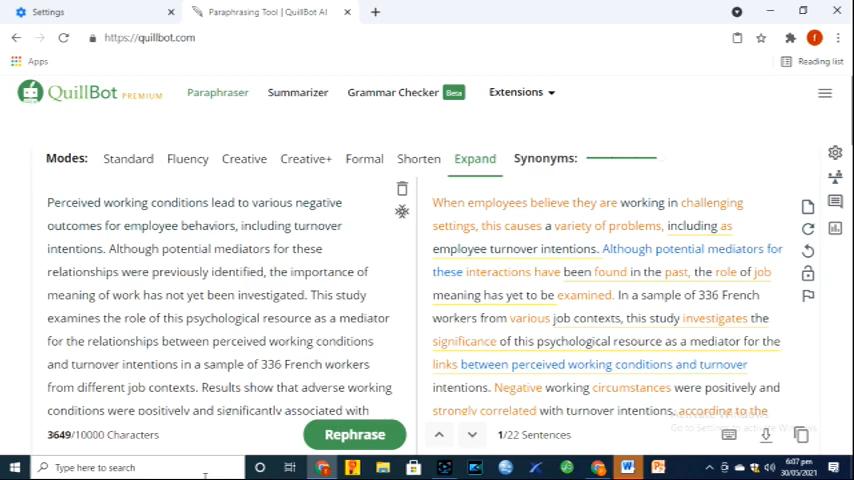 Settings
Paraphrasing Tool | QuillBot AI
https://quillbot.com
f
Apps
Reading list
QuillBot PREMIUM
Paraphraser
Summarizer
Grammar Checker Beta
Extensions
Modes: Standard Fluency Creative Creative+ Formal Shorten Expand Synonyms:
Perceived working conditions lead to various negative
outcomes for employee behaviors, including turnover
intentions. Although potential mediators for these
relationships were previously identified, the importance of
meaning of work has not yet been investigated. This study
examines the role of this psychological resource as a mediator
for the relationships between perceived working conditions
and turnover intentions in a sample of 336 French workers
from different job contexts. Results show that adverse working
conditions were positively and significantly associated with
3649/10000 Characters
Rephrase
When employees believe they are working in challenging
settings, this causes a variety of problems, including as
employee turnover intentions. Although potential mediators for
these interactions have been found in the past, the role of job
meaning has yet to be examined. In a sample of 336 French
workers from various job contexts, this study investigates the
significance of this psychological resource as a mediator for the
links between perceived working conditions and turnover
intentions. Negative working circumstances were positively and
strongly correlated with turnover intentions, according to the
1/22 Sentences
Activate Windows
Go to Settings to activate Windows.
Type here to search
6:07 pm
30/05/2021